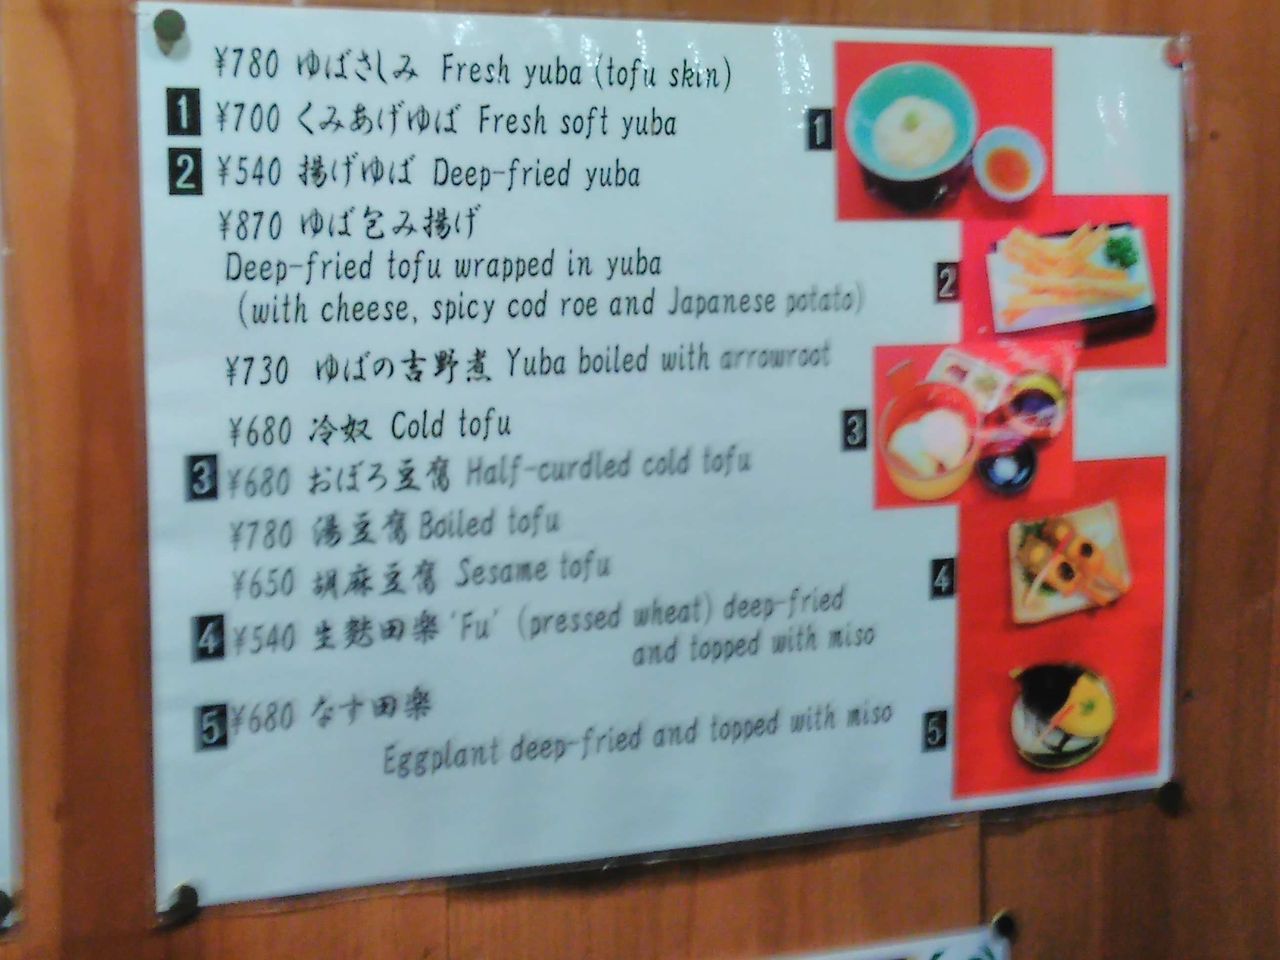 ¥780 ゆばさしみ Fresh yuba (tofu skin)
1 ¥700 くみあげゆば Fresh soft yuba
2 ¥540 揚げゆば Deep-fried yuba
¥870 ゆば包み揚げ
Deep-fried tofu wrapped in yuba
(with cheese, spicy cod roe and Japanese potato)
¥730 ゆばの吉野煮 Yuba boiled with arrowroot
¥680 冷奴 Cold tofu
3 ¥680 おぼろ豆腐 Half-curdled cold tofu
¥780 湯豆腐 Boiled tofu
¥650 胡麻豆腐 Sesame tofu
4 ¥540 生麩田楽 'Fu' (pressed wheat) deep-fried
and topped with miso
5 ¥680 なす田楽
Eggplant deep-fried and topped with miso
1
2
3
4
5